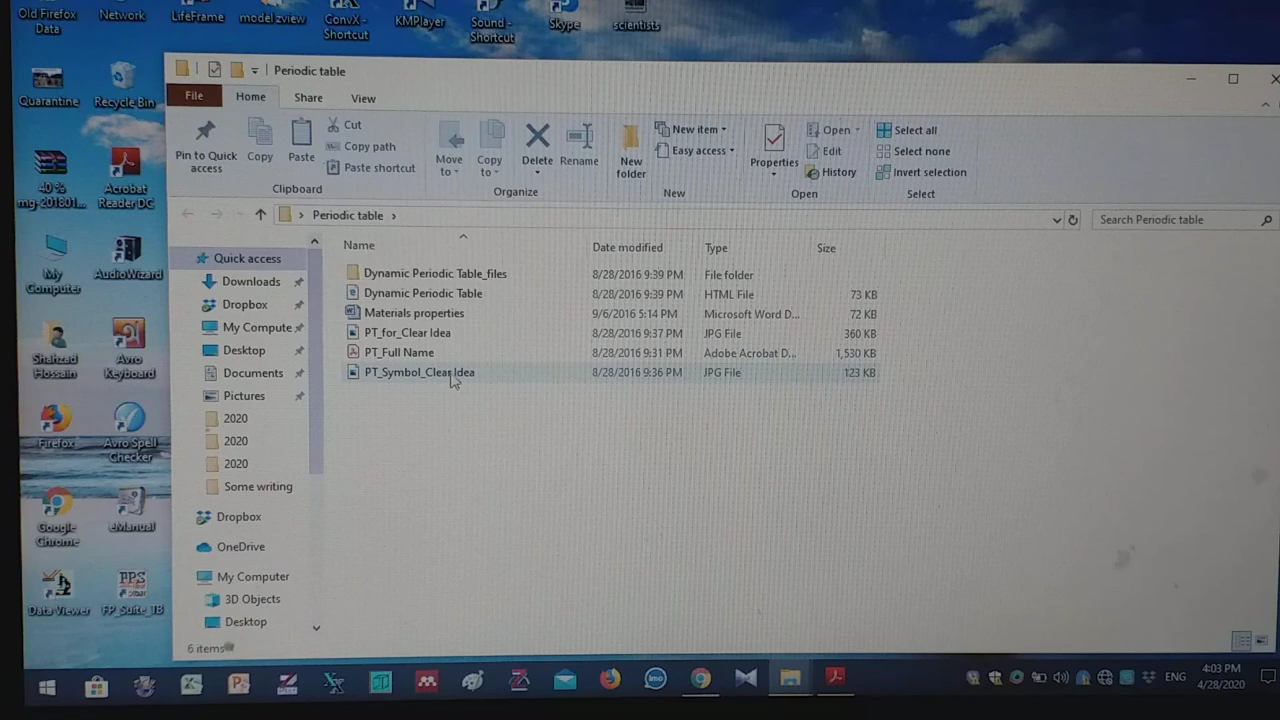 Old Firefox
Data
Network
LifeFrame
model zview
ConvX -
Shortcut
KMPlayer
Sound -
Shortcut
Skype
scientists
Quarantine
Recycle Bin
40 %
mg-201801...
Acrobat
Reader DC
My
Computer
AudioWizard
Shahzad
Hossain
Avro
Keyboard
Firefox
Avro Spell
Checker
Google
Chrome
eManual
Data Viewer
FP_Suite_1B
Periodic table
File
Home
Share
View
Pin to Quick
access
Copy
Paste
Cut
Copy path
Paste shortcut
Clipboard
Move
to
Copy
to
Delete
Rename
Organize
New
folder
New item
Easy access
New
Properties
Open
Edit
History
Open
Select all
Select none
Invert selection
Select
Periodic table
Search Periodic table
Quick access
Downloads
Dropbox
My Compute
Desktop
Documents
Pictures
2020
2020
2020
Some writing
Dropbox
OneDrive
My Computer
3D Objects
Desktop
Name Date modified Type Size
Dynamic Periodic Table_files 8/28/2016 9:39 PM File folder
Dynamic Periodic Table 8/28/2016 9:39 PM HTML File 73 KB
Materials properties 9/6/2016 5:14 PM Microsoft Word D... 72 KB
PT_for_Clear Idea 8/28/2016 9:37 PM JPG File 360 KB
PT_Full Name 8/28/2016 9:31 PM Adobe Acrobat D... 1,530 KB
PT_Symbol_Clear Idea 8/28/2016 9:36 PM JPG File 123 KB
6 items
imo
ENG
4:03 PM
4/28/2020